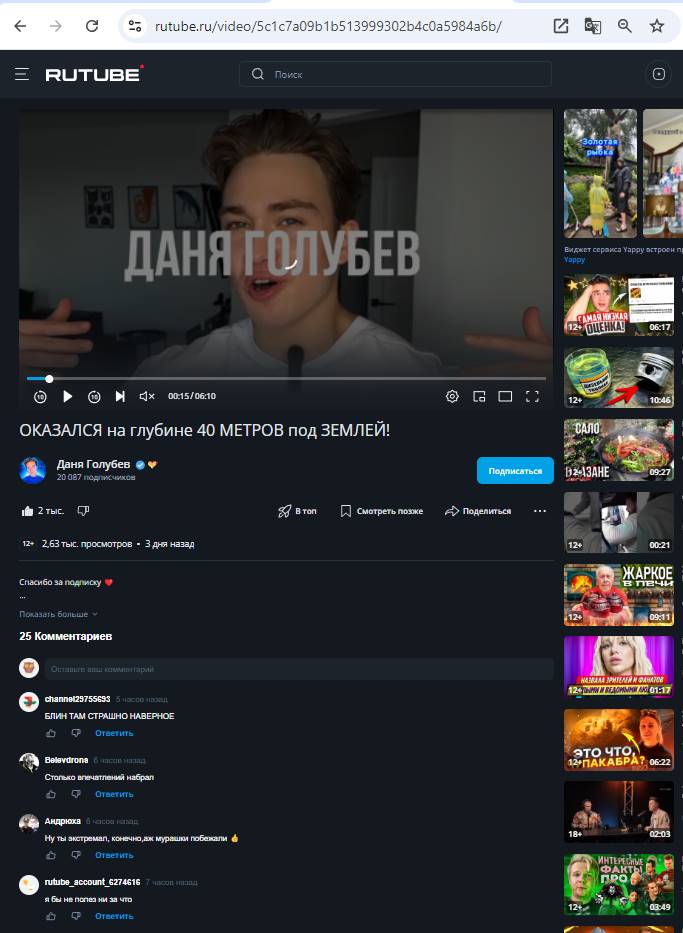 rutube.ru/video/5c1c7a09b1b513999302b4c0a5984a6b/
RUTUBE
Поиск
ДАНЯ ГОЛУБЕВ
10
10
00:15 / 06:10
ОКАЗАЛСЯ на глубине 40 МЕТРОВ под ЗЕМЛЕЙ!
Даня Голубев
20 087 подписчиков
Подписаться
2 тыс.
В топ
Смотреть позже
Поделиться
12+ 2,63 тыс. просмотров • 3 дня назад
Спасибо за подписку ❤️
...
Показать больше
25 Комментариев
Оставьте ваш комментарий
channel29755693 5 часов назад
БЛИН ТАМ СТРАШНО НАВЕРНОЕ
Ответить
Belevdrons 6 часов назад
Столько впечатлений набрал
Ответить
Андрюха 6 часов назад
Ну ты экстремал, конечно,аж мурашки побежали 👍
Ответить
rutube_account_6274616 7 часов назад
я бы не полез ни за что
Ответить
Золотая
рыбка
Виджет сервиса Yappy встроен
Yappy
САМАЯ НИЗКАЯ
ОЦЕНКА!
12+ 06:17
12+ 10:46
САЛО
12+ 09:27
12+ 00:21
ЖАРКОЕ
В ПЕЧИ
12+ 09:11
НАЗВАЛА ЗРИТЕЛЕЙ И ФАНАТОВ
12+ 01:17
ЭТО ЧТО,
12+ 06:22
18+ 02:03
ИНТЕРЕСНЫЕ
ФАКТЫ
ПРО
12+ 03:49